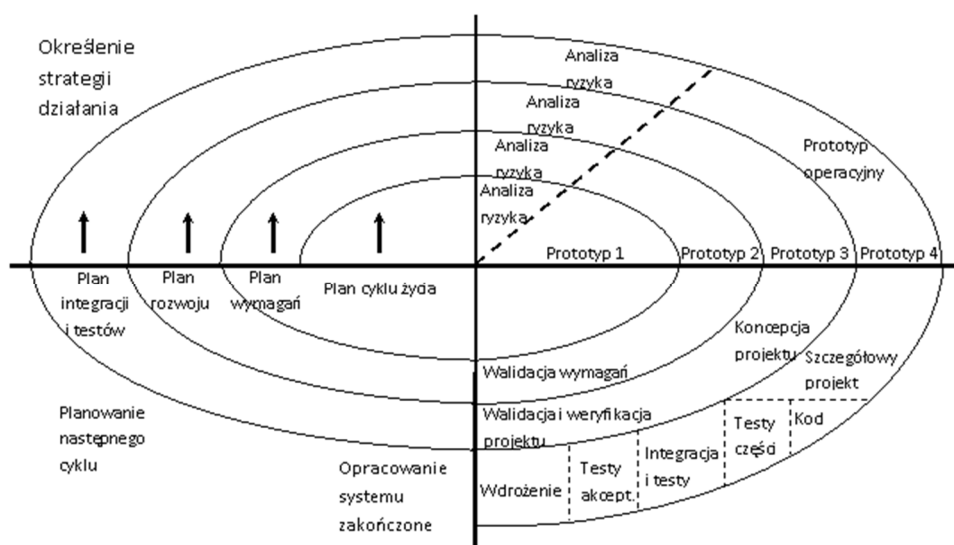 Określenie
strategii
działania
Analiza
ryzyka
Analiza
ryzyka
Analiza
ryzyka
Analiza
ryzyka
Prototyp
operacyjny
Prototyp 1
Prototyp 2
Prototyp 3
Prototyp 4
Plan
integracji
i testów
Plan
rozwoju
Plan
wymagań
Plan cyklu życia
Walidacja wymagań
Koncepcja
projektu
Szczegółowy
projekt
Walidacja i weryfikacja
projektu
Planowanie
następnego
cyklu
Opracowanie
systemu
zakończone
Wdrożenie
Testy
akcept.
Integracja
i testy
Testy
części
Kod